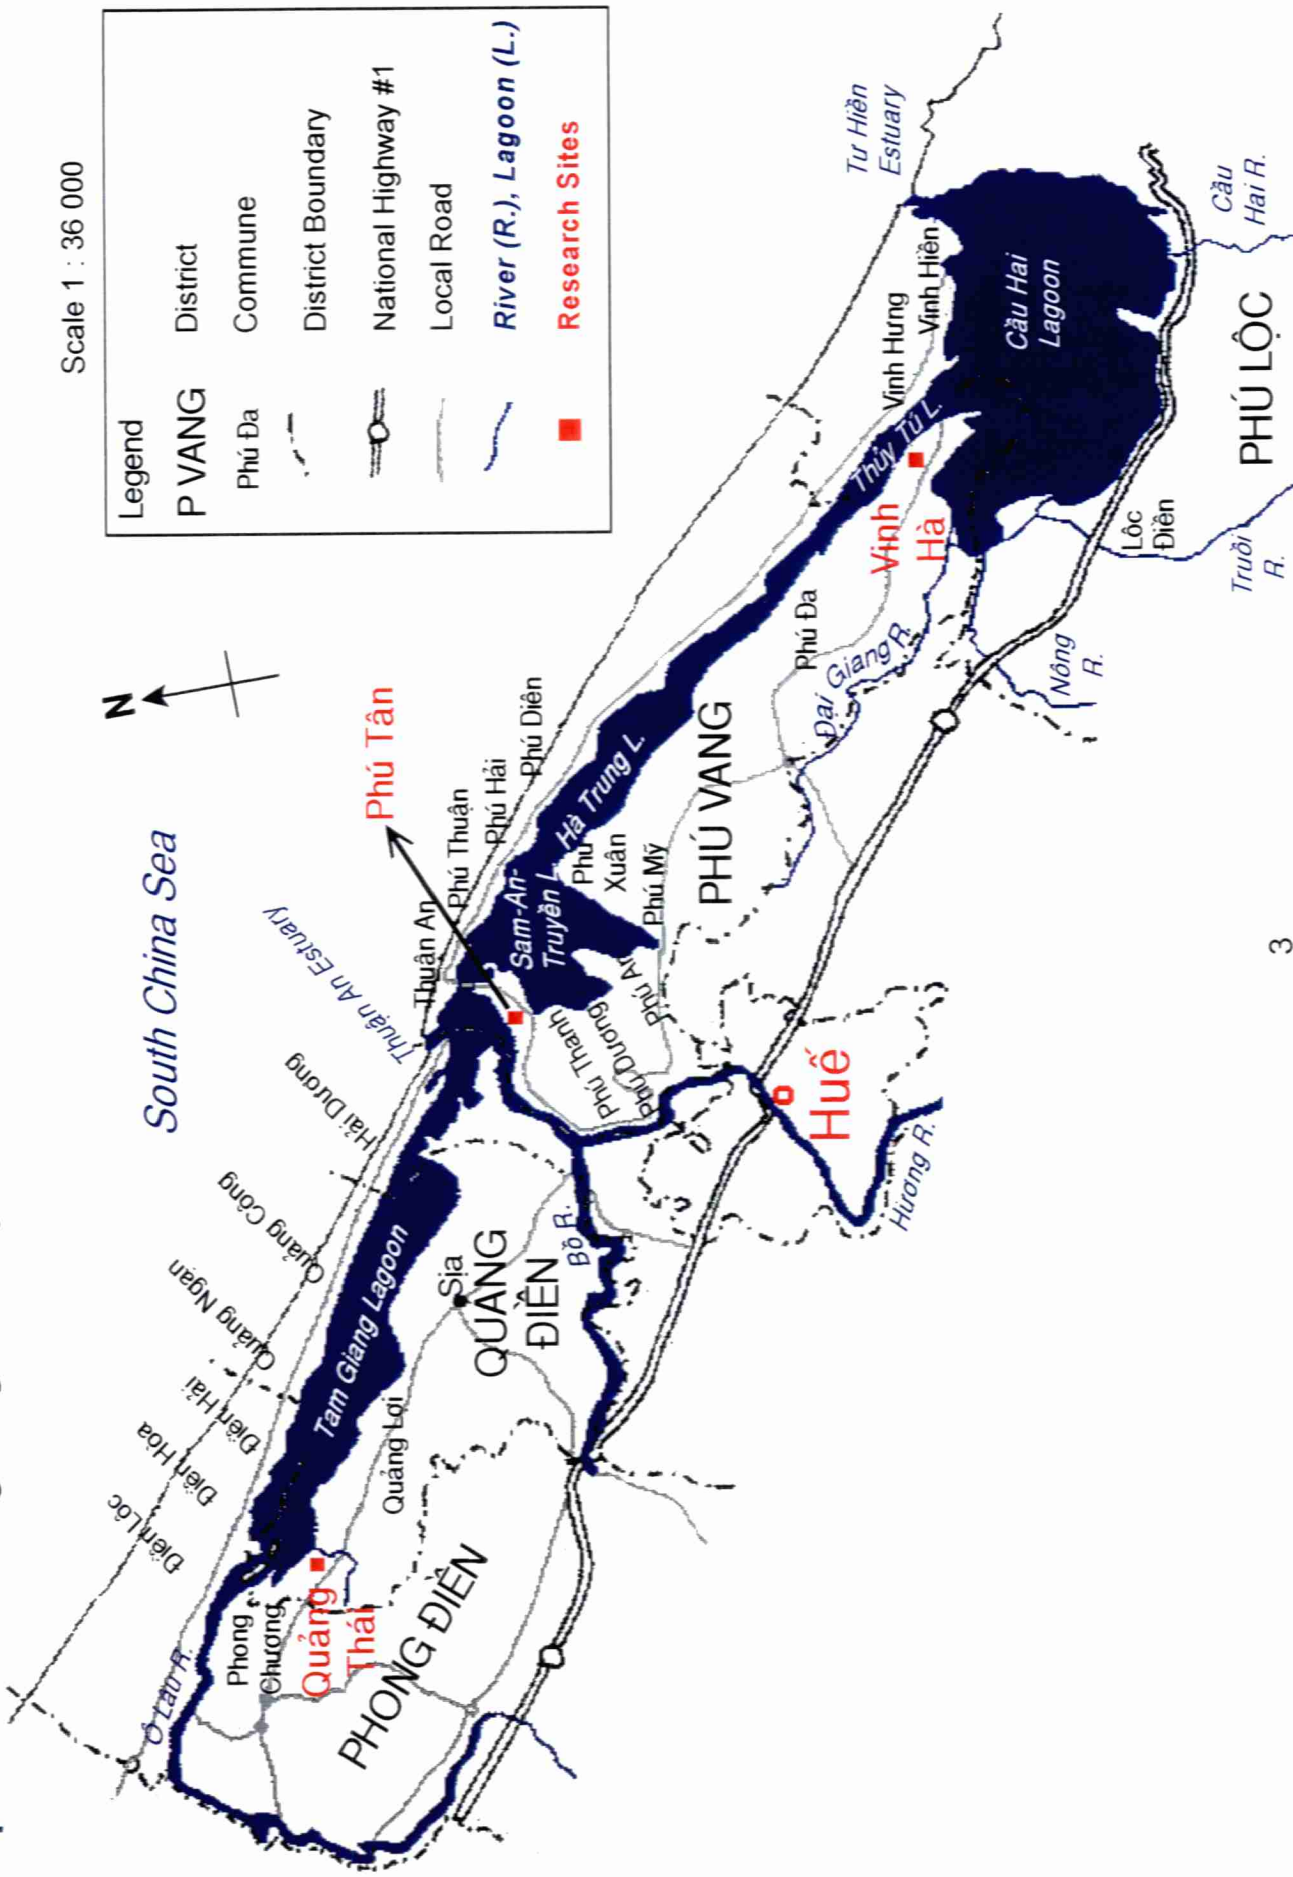 Scale 1 : 36 000
Legend
P VANG District
Phú Đa Commune
District Boundary
National Highway #1
Local Road
River (R.), Lagoon (L.)
Research Sites
N
South China Sea
Điền Lộc
Điền Hòa
Điền Hải
Quảng Ngạn
Quảng Công
Hải Dương
Thuận An Estuary
Thuận An
Phú Thuận
Phú Hải
Phú Diên
Phú Tân
Ô Lâu R.
Phong
Chương
Quảng
Thái
Tam Giang Lagoon
Quảng Lợi
Sịa
QUẢNG
ĐIỀN
PHONG ĐIỀN
Bồ R.
Sam-An-
Truyền L.
Hà Trung L.
Phú
Xuân
Phú Mỹ
Phú An
Phú Thanh
Phú Dương
PHÚ VANG
Phú Đa
Đại Giang R.
Huế
Hương R.
Thủy Tú L.
Vinh
Hà
Vinh Hưng
Vinh Hiền
Tư Hiền
Estuary
Cầu Hai
Lagoon
Nông
R.
Lộc
Điền
Truồi
R.
Cầu
Hai R.
PHÚ LỘC
3